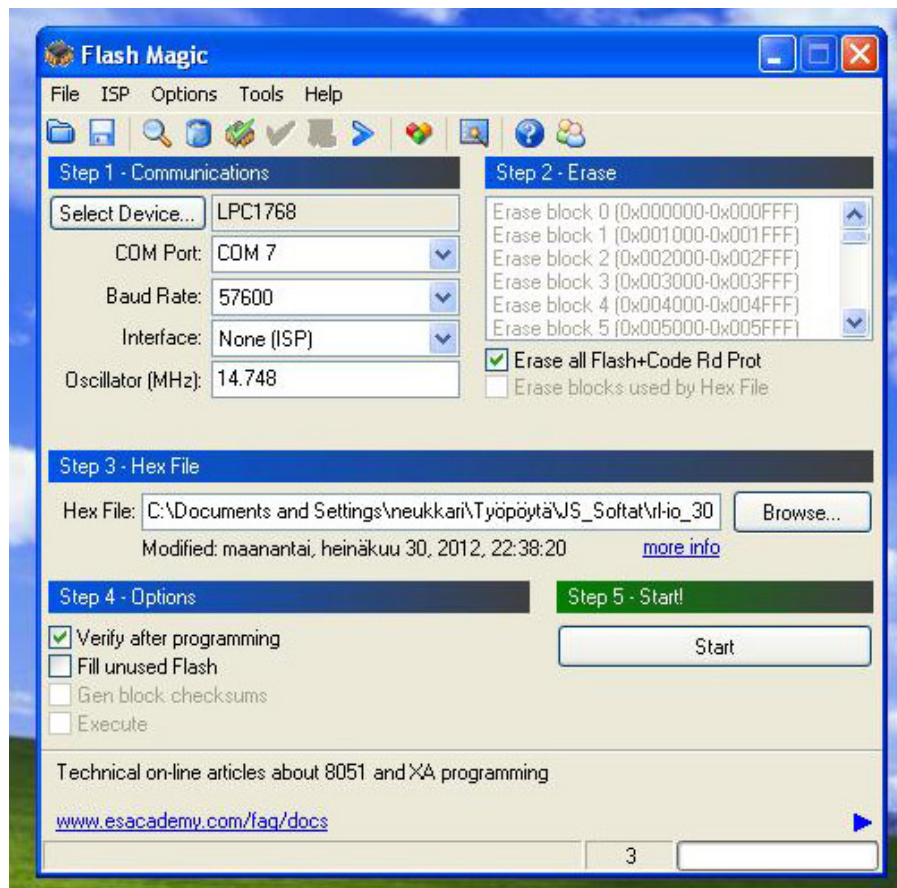 Flash Magic
File ISP Options Tools Help
Step 1 - Communications
Select Device... LPC1768
COM Port: COM 7
Baud Rate: 57600
Interface: None (ISP)
Oscillator (MHz): 14.748
Step 2 - Erase
Erase block 0 (0x000000-0x000FFF)
Erase block 1 (0x001000-0x001FFF)
Erase block 2 (0x002000-0x002FFF)
Erase block 3 (0x003000-0x003FFF)
Erase block 4 (0x004000-0x004FFF)
Erase block 5 (0x005000-0x005FFF)
Erase all Flash+Code Rd Prot
Erase blocks used by Hex File
Step 3 - Hex File
Hex File: C:\Documents and Settings\neukkari\Työpöytä\JS_Softat\rl-io_30 Browse...
Modified: maanantai, heinäkuu 30, 2012, 22:38:20 more info
Step 4 - Options
Verify after programming
Fill unused Flash
Gen block checksums
Execute
Step 5 - Start!
Start
Technical on-line articles about 8051 and XA programming
www.esacademy.com/faq/docs
3